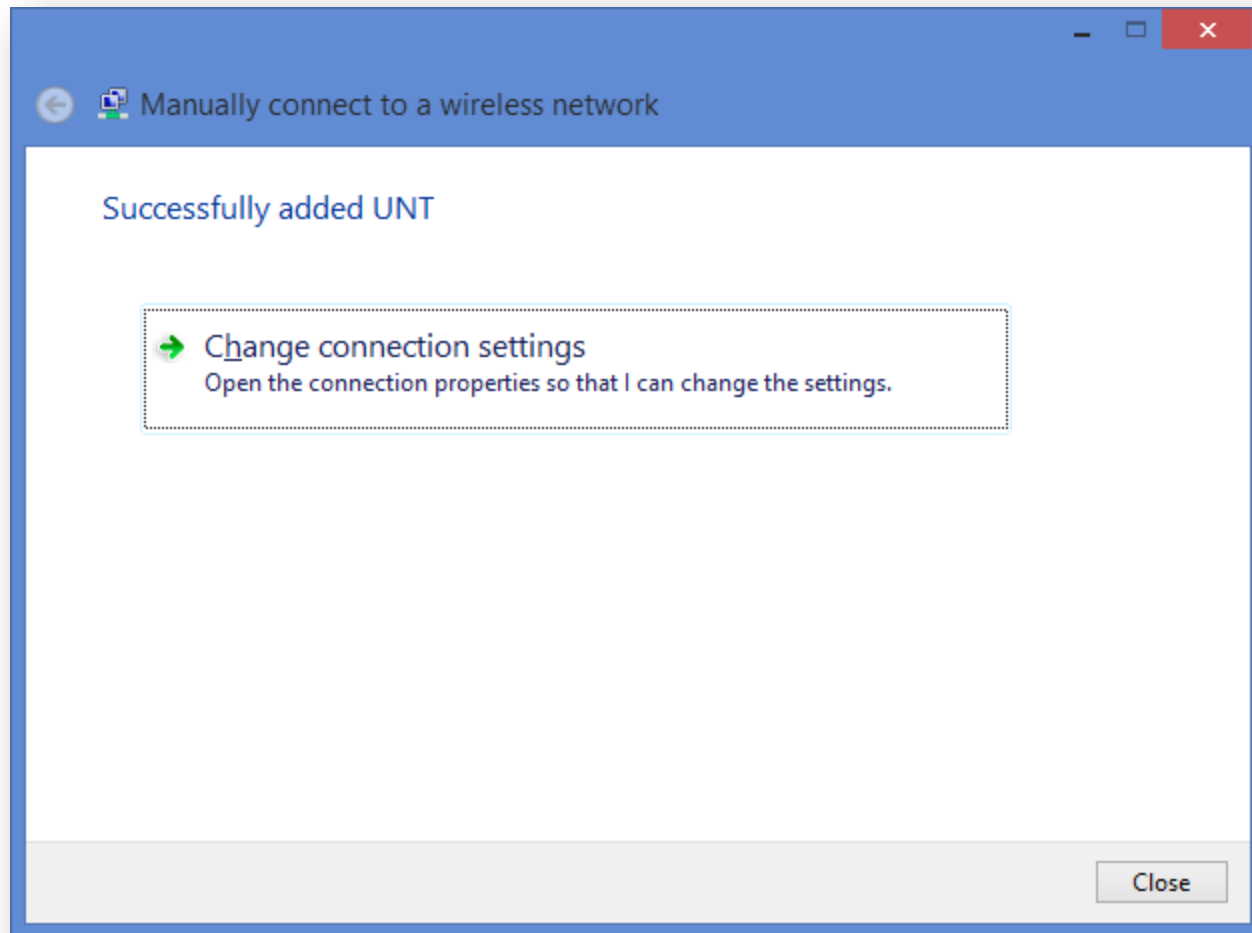 Manually connect to a wireless network
Successfully added UNT
Change connection settings
Open the connection properties so that I can change the settings.
Close